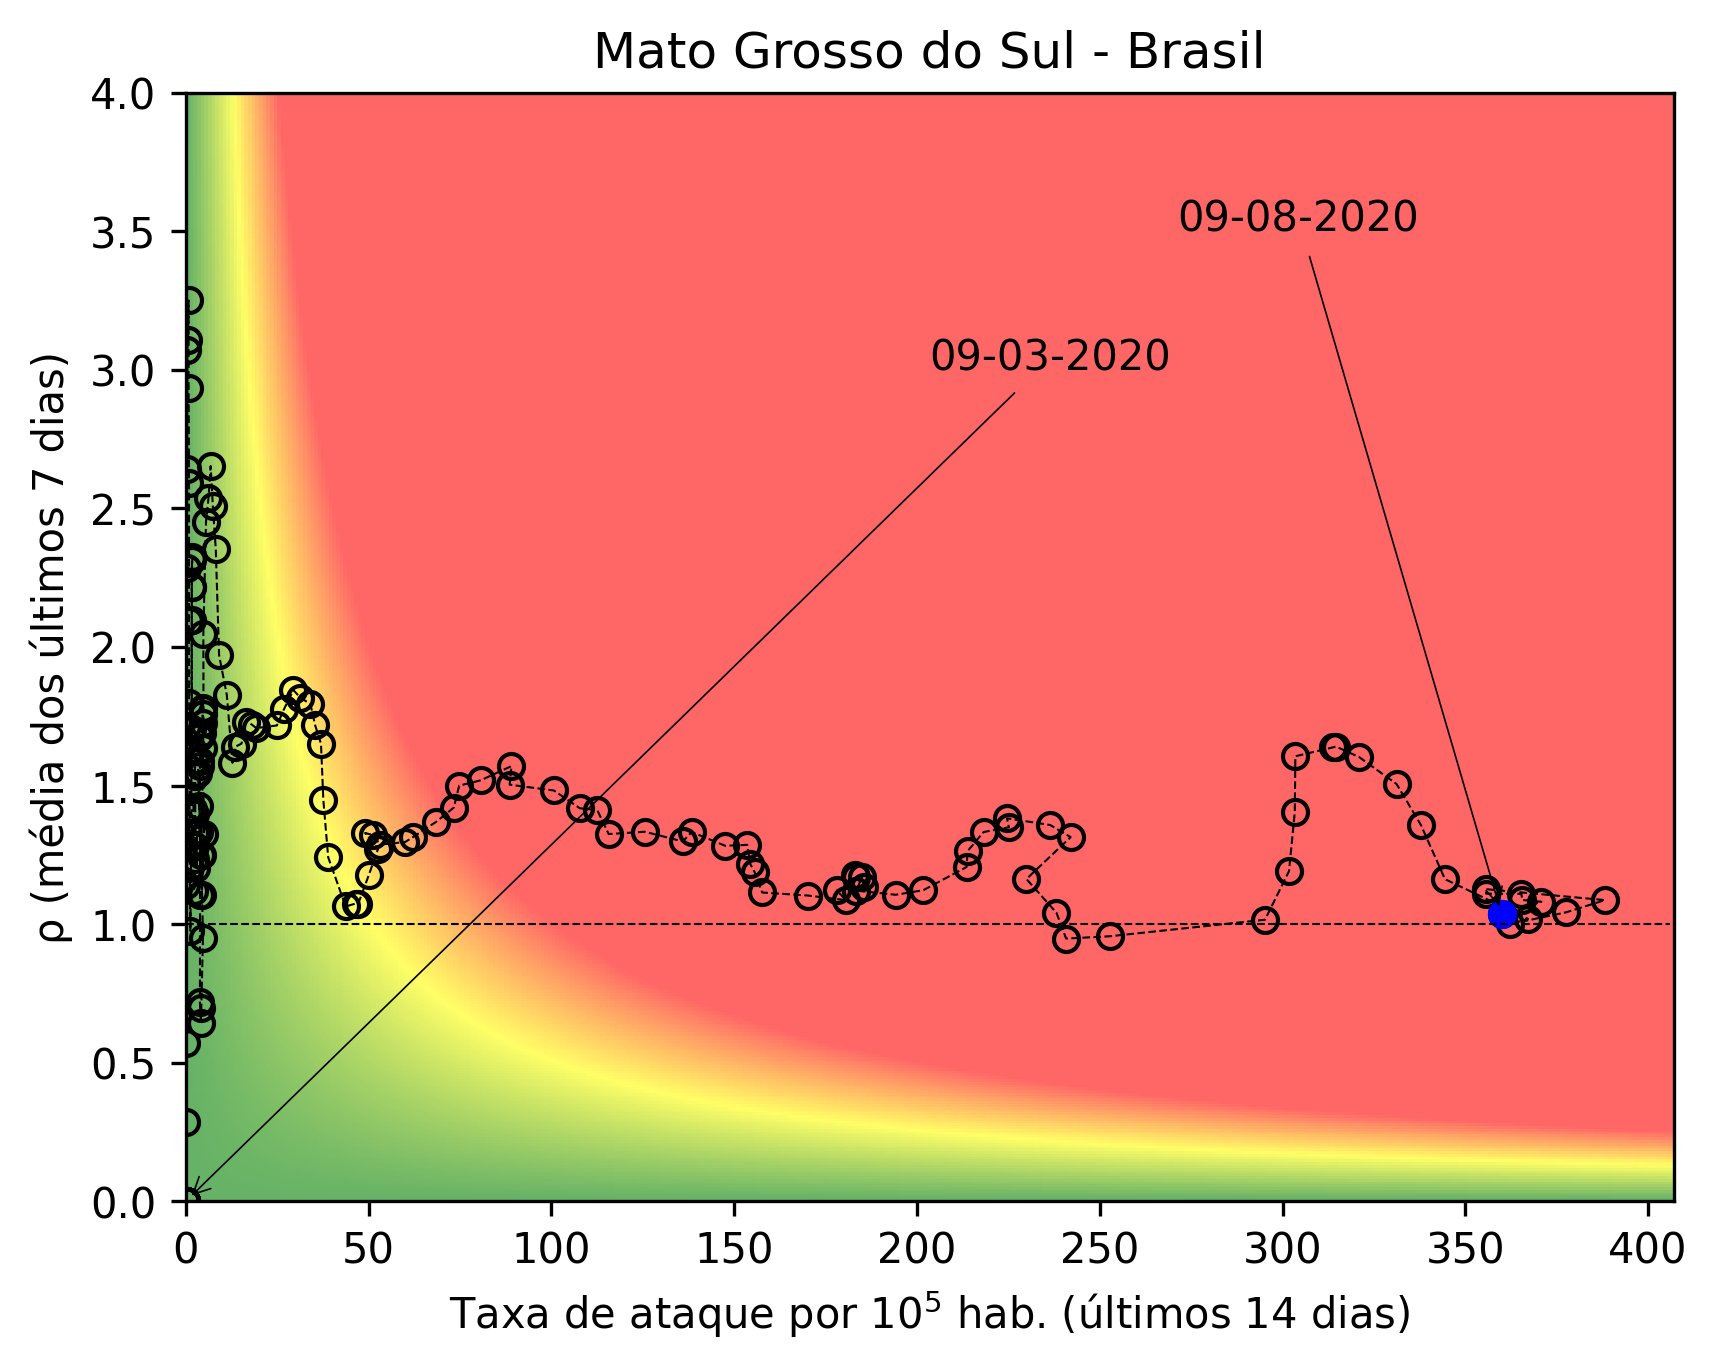 Mato Grosso do Sul - Brasil
4.0
3.5
3.0
2.5
2.0
1.5
1.0
0.5
0.0
ρ (média dos últimos 7 dias)
09-08-2020
09-03-2020
0 50 100 150 200 250 300 350 400
Taxa de ataque por 10⁵ hab. (últimos 14 dias)